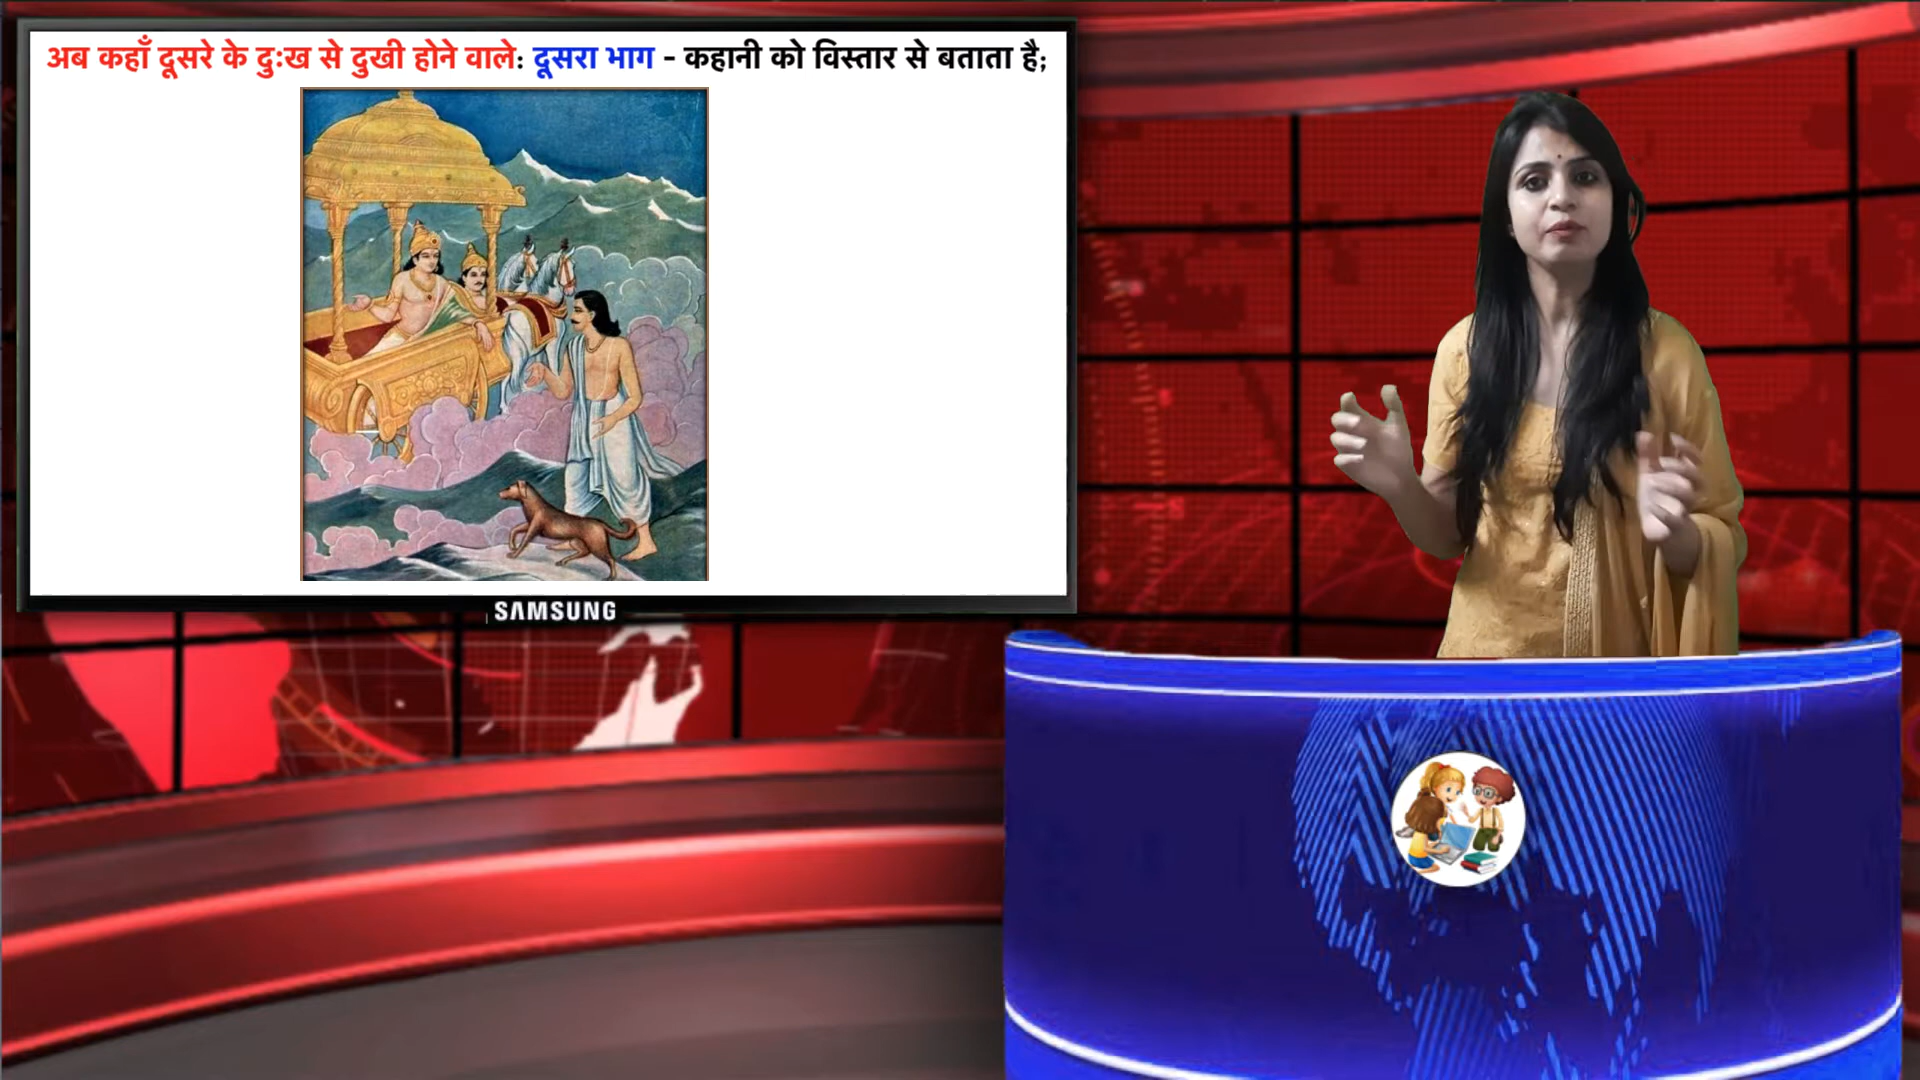 अब कहाँ दूसरे के दुःख से दुखी होने वाले: दूसरा भाग - कहानी को विस्तार से बताता है;
SAMSUNG